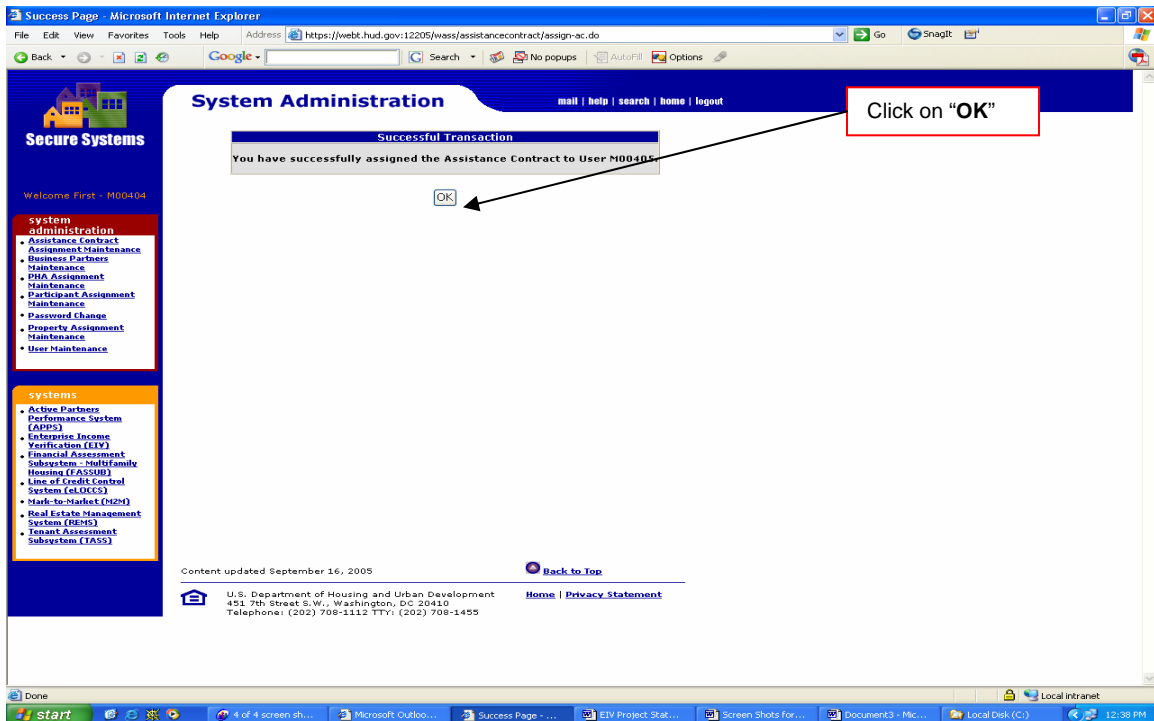 Success Page - Microsoft Internet Explorer
File Edit View Favorites Tools Help Address https://webt.hud.gov:12205/wass/assistancecontract/assign-ac.do Go SnagIt
Back Google Search No popups AutoFill Options
Secure Systems
System Administration
mail | help | search | home | logout
Click on “OK”
Successful Transaction
You have successfully assigned the Assistance Contract to User M00405.
OK
Welcome First - M00404
system
administration
Assistance Contract
Assignment Maintenance
Business Partners
Maintenance
PHA Assignment
Maintenance
Participant Assignment
Maintenance
Password Change
Property Assignment
Maintenance
User Maintenance
systems
Active Partners
Performance System
(APPS)
Enterprise Income
Verification (EIV)
Financial Assessment
Subsystem - Multifamily
Housing (FASSUB)
Line of Credit Control
System (eLOCCS)
Mark-to-Market (M2M)
Real Estate Management
System (REMS)
Tenant Assessment
Subsystem (TASS)
Content updated September 16, 2005
Back to Top
U.S. Department of Housing and Urban Development
451 7th Street S.W., Washington, DC 20410
Telephone: (202) 708-1112 TTY: (202) 708-1455
Home | Privacy Statement
Done Local intranet
start 4 of 4 screen sh... Microsoft Outloo... Success Page - ... EIV Project Stat... Screen Shots for... Document3 - Mic... Local Disk (C:) 12:38 PM